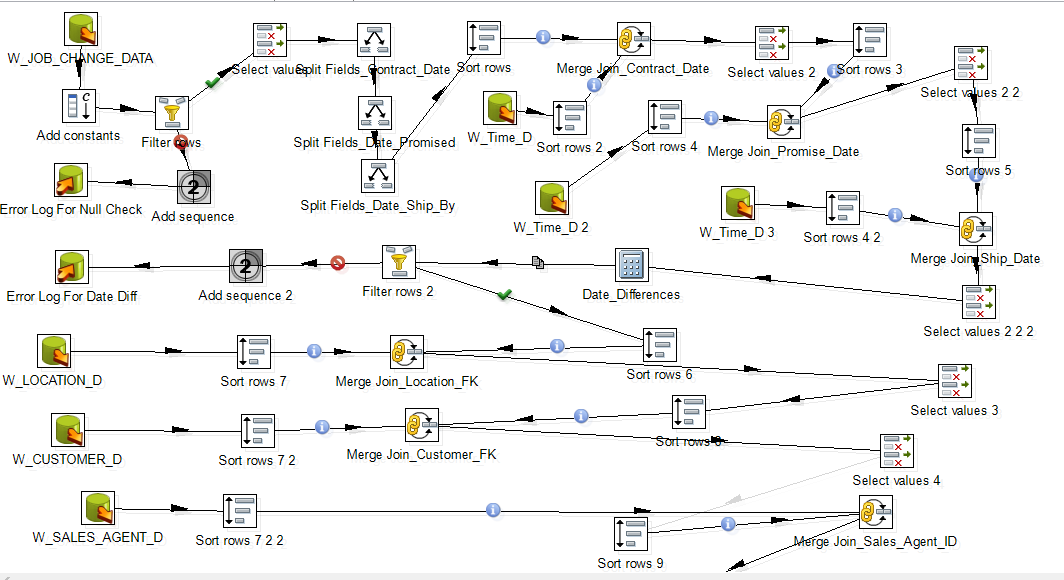 W_JOB_CHANGE_DATA
Select values
Split Fields_Contract_Date
Sort rows
Merge Join_Contract_Date
Select values 2
Sort rows 3
Select values 2 2
Add constants
Filter rows
Split Fields_Date_Promised
W_Time_D
Sort rows 2
Sort rows 4
Merge Join_Promise_Date
Sort rows 5
Error Log For Null Check
Add sequence
Split Fields_Date_Ship_By
W_Time_D 2
W_Time_D 3
Sort rows 4 2
Merge Join_Ship_Date
Error Log For Date Diff
Add sequence 2
Filter rows 2
Date_Differences
Select values 2 2 2
W_LOCATION_D
Sort rows 7
Merge Join_Location_FK
Sort rows 6
Select values 3
W_CUSTOMER_D
Sort rows 7 2
Merge Join_Customer_FK
Sort rows
Select values 4
W_SALES_AGENT_D
Sort rows 7 2 2
Sort rows 9
Merge Join_Sales_Agent_ID